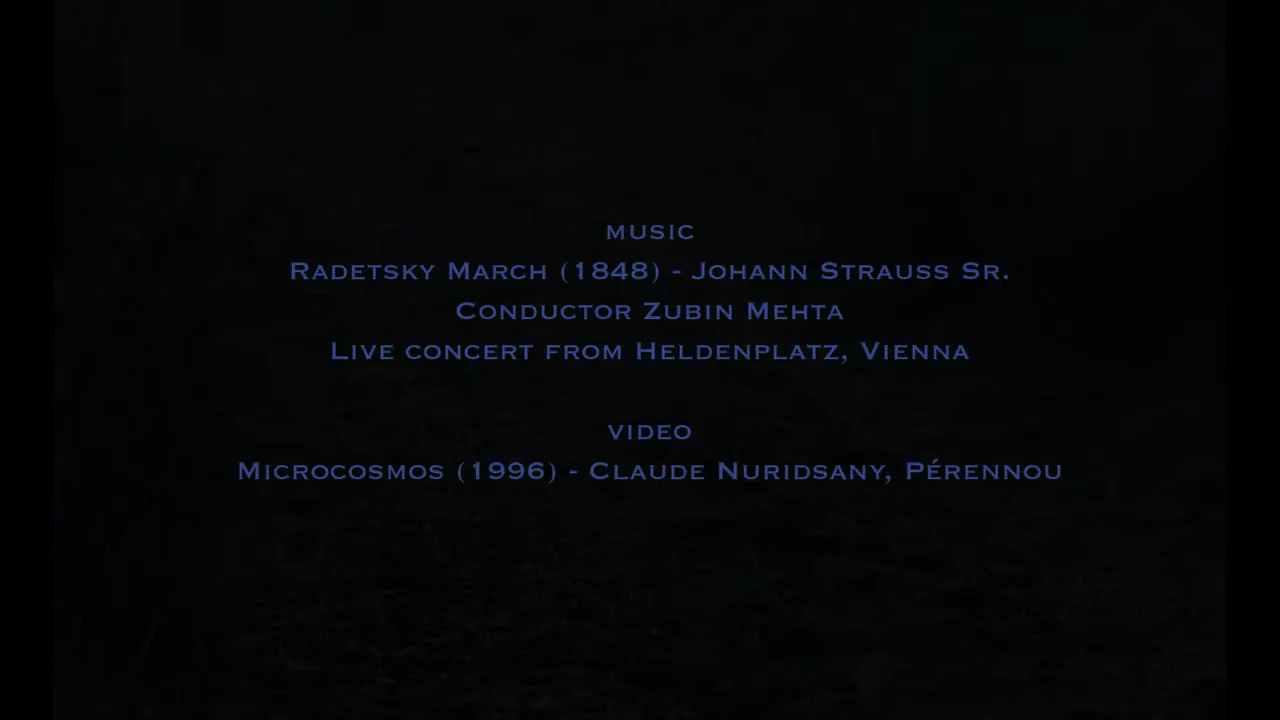 MUSIC
RADETSKY MARCH (1848) - JOHANN STRAUSS SR.
CONDUCTOR ZUBIN MEHTA
LIVE CONCERT FROM HELDENPLATZ, VIENNA
VIDEO
MICROCOSMOS (1996) - CLAUDE NURIDSANY, PÉRENNOU